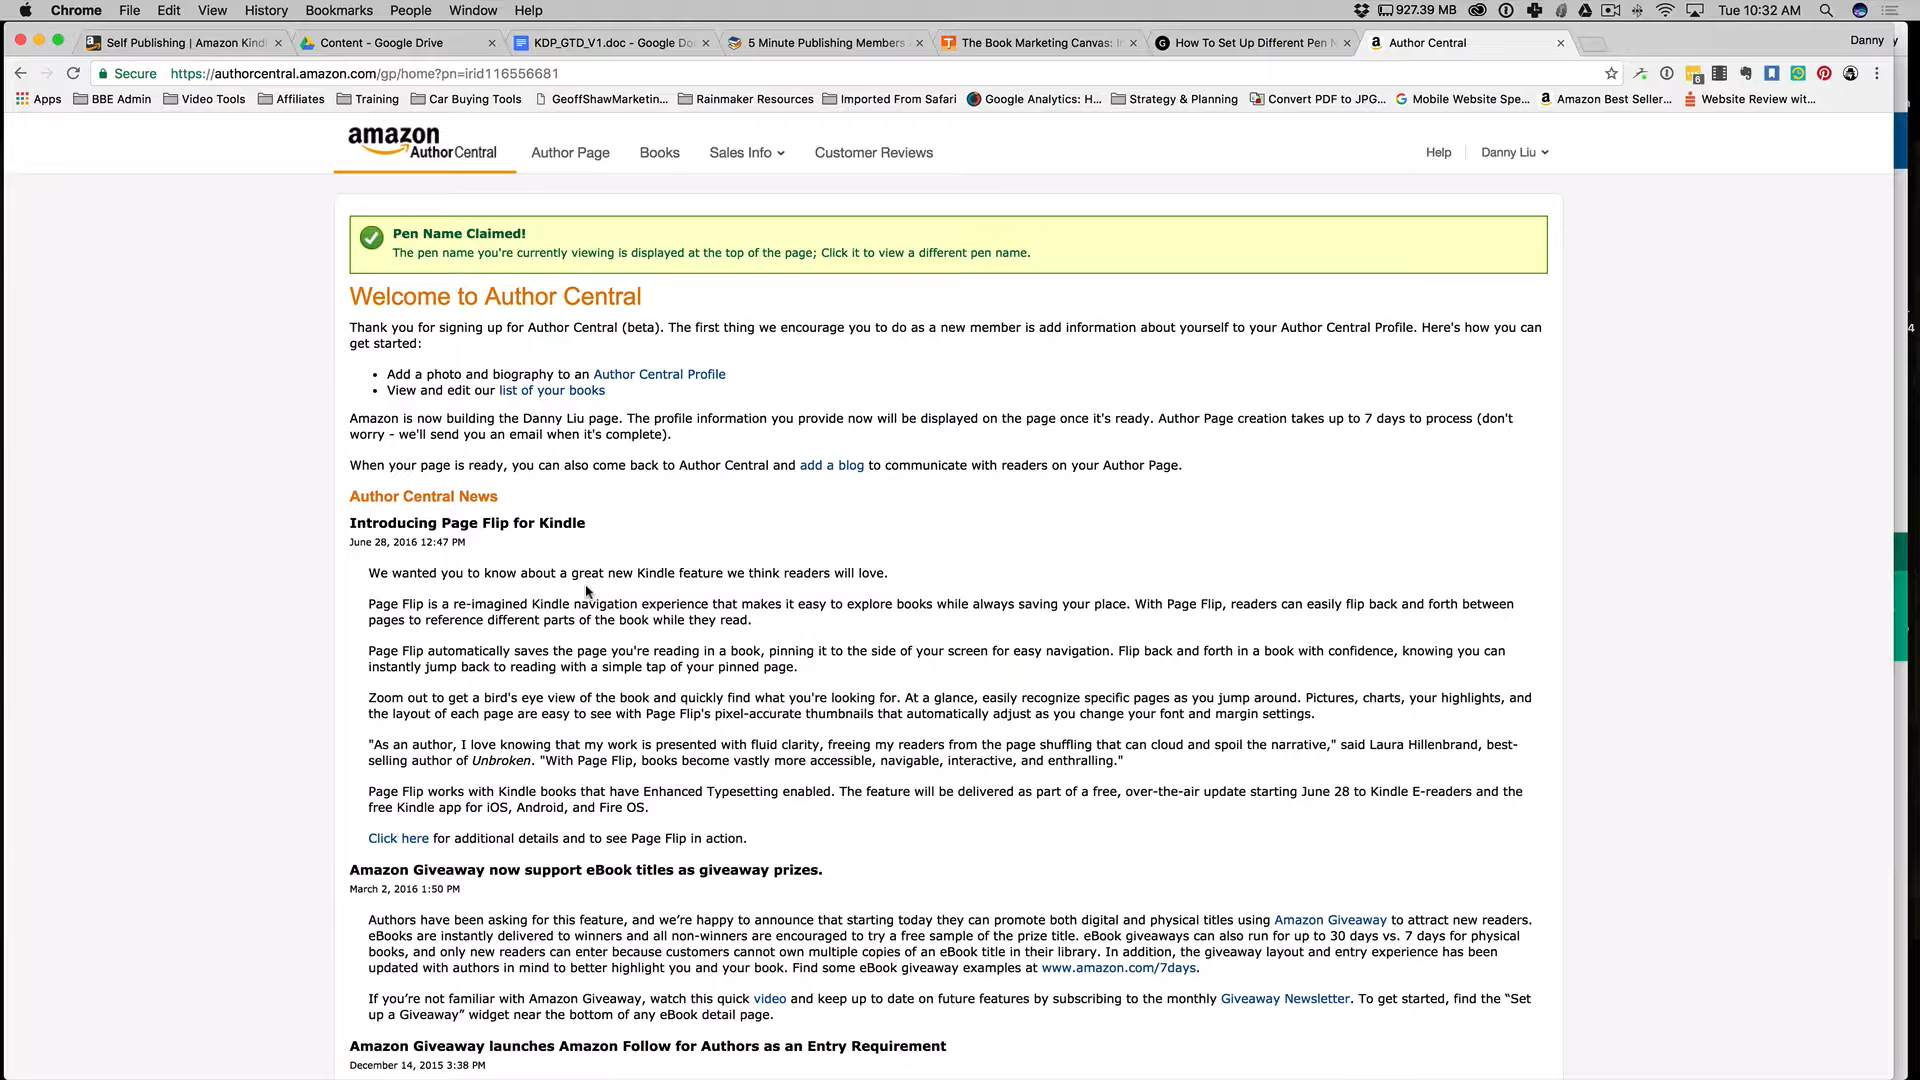 Chrome File Edit View History Bookmarks People Window Help 927.39 MB Tue 10:32 AM
Self Publishing | Amazon Kindl Content - Google Drive KDP_GTD_V1.doc - Google Do 5 Minute Publishing Members The Book Marketing Canvas: I How To Set Up Different Pen N Author Central Danny
Secure https://authorcentral.amazon.com/gp/home?pn=irid116556681
Apps BBE Admin Video Tools Affiliates Training Car Buying Tools GeoffShawMarketin... Rainmaker Resources Imported From Safari Google Analytics: H... Strategy & Planning Convert PDF to JPG... Mobile Website Spe... Amazon Best Seller... Website Review wit...
amazon
AuthorCentral Author Page Books Sales Info Customer Reviews Help Danny Liu
Pen Name Claimed!
The pen name you're currently viewing is displayed at the top of the page; Click it to view a different pen name.
Welcome to Author Central
Thank you for signing up for Author Central (beta). The first thing we encourage you to do as a new member is add information about yourself to your Author Central Profile. Here's how you can
get started:
• Add a photo and biography to an Author Central Profile
• View and edit our list of your books
Amazon is now building the Danny Liu page. The profile information you provide now will be displayed on the page once it's ready. Author Page creation takes up to 7 days to process (don't
worry - we'll send you an email when it's complete).
When your page is ready, you can also come back to Author Central and add a blog to communicate with readers on your Author Page.
Author Central News
Introducing Page Flip for Kindle
June 28, 2016 12:47 PM
We wanted you to know about a great new Kindle feature we think readers will love.
Page Flip is a re-imagined Kindle navigation experience that makes it easy to explore books while always saving your place. With Page Flip, readers can easily flip back and forth between
pages to reference different parts of the book while they read.
Page Flip automatically saves the page you're reading in a book, pinning it to the side of your screen for easy navigation. Flip back and forth in a book with confidence, knowing you can
instantly jump back to reading with a simple tap of your pinned page.
Zoom out to get a bird's eye view of the book and quickly find what you're looking for. At a glance, easily recognize specific pages as you jump around. Pictures, charts, your highlights, and
the layout of each page are easy to see with Page Flip's pixel-accurate thumbnails that automatically adjust as you change your font and margin settings.
"As an author, I love knowing that my work is presented with fluid clarity, freeing my readers from the page shuffling that can cloud and spoil the narrative," said Laura Hillenbrand, best-
selling author of Unbroken. "With Page Flip, books become vastly more accessible, navigable, interactive, and enthralling."
Page Flip works with Kindle books that have Enhanced Typesetting enabled. The feature will be delivered as part of a free, over-the-air update starting June 28 to Kindle E-readers and the
free Kindle app for iOS, Android, and Fire OS.
Click here for additional details and to see Page Flip in action.
Amazon Giveaway now support eBook titles as giveaway prizes.
March 2, 2016 1:50 PM
Authors have been asking for this feature, and we’re happy to announce that starting today they can promote both digital and physical titles using Amazon Giveaway to attract new readers.
eBooks are instantly delivered to winners and all non-winners are encouraged to try a free sample of the prize title. eBook giveaways can also run for up to 30 days vs. 7 days for physical
books, and only new readers can enter because customers cannot own multiple copies of an eBook title in their library. In addition, the giveaway layout and entry experience has been
updated with authors in mind to better highlight you and your book. Find some eBook giveaway examples at www.amazon.com/7days.
If you’re not familiar with Amazon Giveaway, watch this quick video and keep up to date on future features by subscribing to the monthly Giveaway Newsletter. To get started, find the “Set
up a Giveaway” widget near the bottom of any eBook detail page.
Amazon Giveaway launches Amazon Follow for Authors as an Entry Requirement
December 14, 2015 3:38 PM